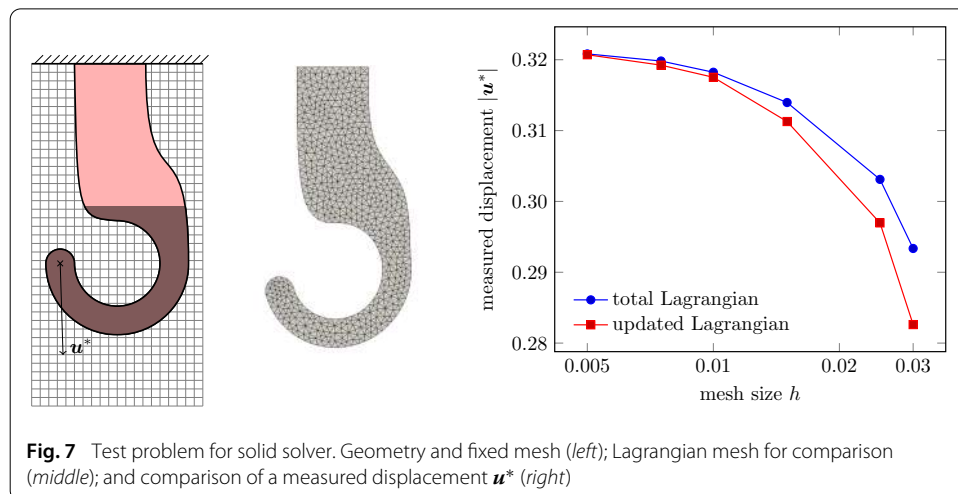 u*
measured displacement |u*|
0.32
0.31
0.30
0.29
0.28
total Lagrangian
updated Lagrangian
0.005
0.01
0.02
0.03
mesh size h
Fig. 7 Test problem for solid solver. Geometry and fixed mesh (left); Lagrangian mesh for comparison
(middle); and comparison of a measured displacement u* (right)